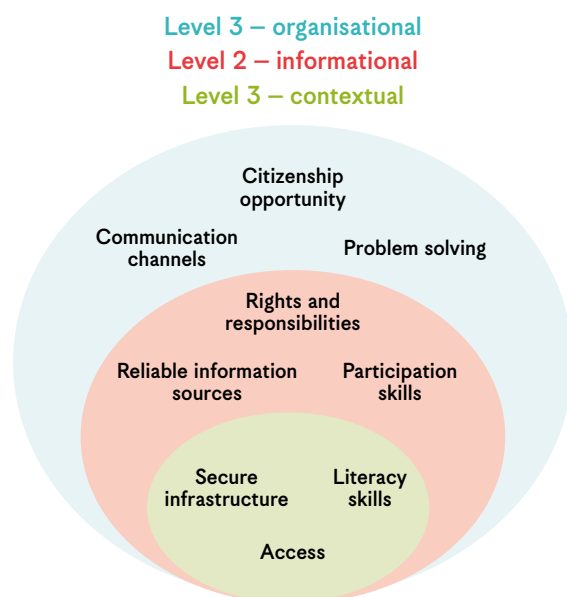 Level 3 – organisational
Level 2 – informational
Level 3 – contextual
Citizenship
opportunity
Communication
channels
Problem solving
Rights and
responsibilities
Reliable information
sources
Participation
skills
Secure
infrastructure
Literacy
skills
Access